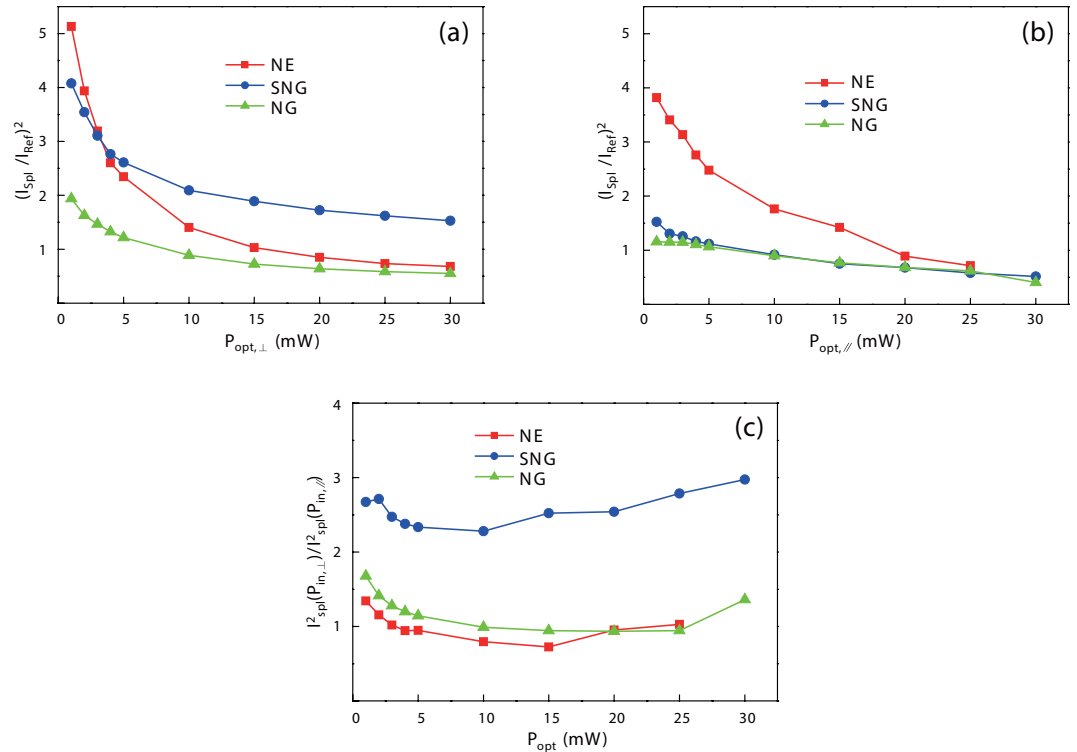 (a)
NE
SNG
NG
(I_Spl /I_Ref)²
5
4
3
2
1
0 5 10 15 20 25 30
P_opt,⊥ (mW)
(b)
NE
SNG
NG
(I_Spl /I_Ref)²
5
4
3
2
1
0 5 10 15 20 25 30
P_opt,∕∕ (mW)
(c)
NE
SNG
NG
I²_spl(P_in,⊥)/I²_spl(P_in,∕∕)
4
3
2
1
0 5 10 15 20 25 30
P_opt (mW)